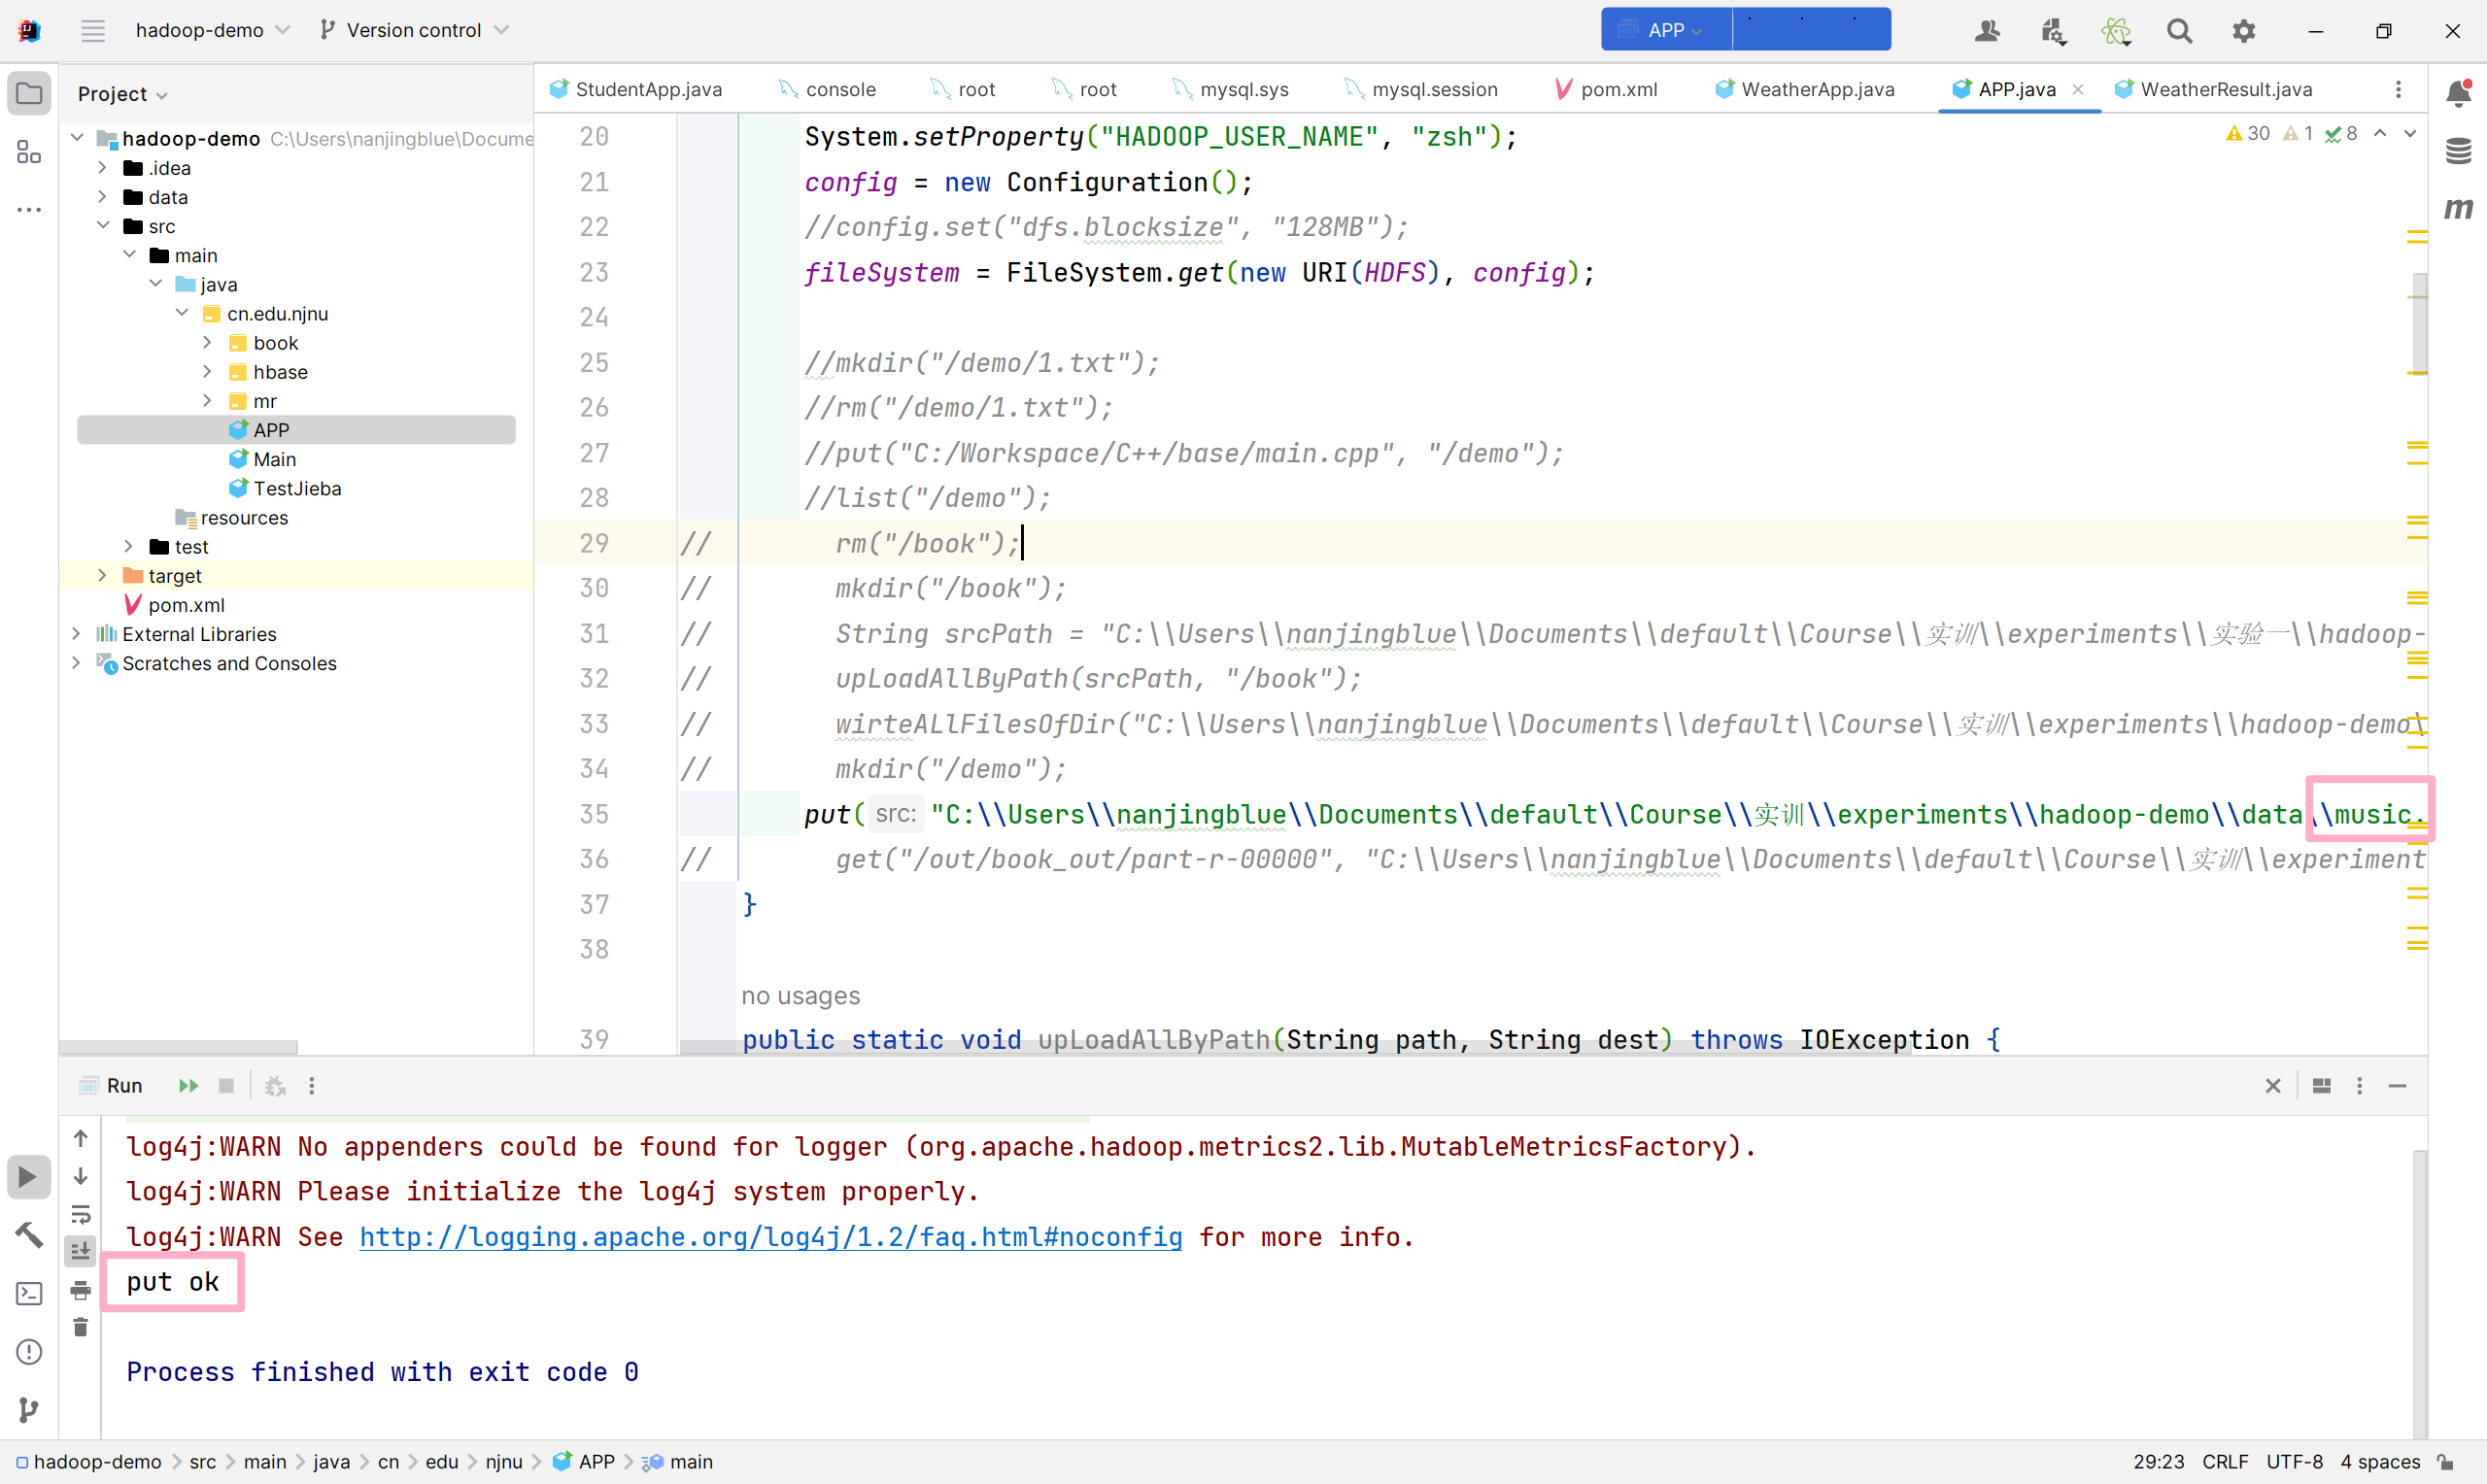 hadoop-demo Version control APP
Project
StudentApp.java console root root mysql.sys mysql.session pom.xml WeatherApp.java APP.java WeatherResult.java
hadoop-demo C:\Users\nanjingblue\Docume
.idea
data
src
main
java
cn.edu.njnu
book
hbase
mr
APP
Main
TestJieba
resources
test
target
pom.xml
External Libraries
Scratches and Consoles
30 1 8
20 System.setProperty("HADOOP_USER_NAME", "zsh");
21 config = new Configuration();
22 //config.set("dfs.blocksize", "128MB");
23 fileSystem = FileSystem.get(new URI(HDFS), config);
24
25 //mkdir("/demo/1.txt");
26 //rm("/demo/1.txt");
27 //put("C:/Workspace/C++/base/main.cpp", "/demo");
28 //list("/demo");
29 // rm("/book");
30 // mkdir("/book");
31 // String srcPath = "C:\\Users\\nanjingblue\\Documents\\default\\Course\\实训\\experiments\\实验一\\hadoop-
32 // upLoadAllByPath(srcPath, "/book");
33 // wirteALlFilesOfDir("C:\\Users\\nanjingblue\\Documents\\default\\Course\\实训\\experiments\\hadoop-demo\
34 // mkdir("/demo");
35 put( src: "C:\\Users\\nanjingblue\\Documents\\default\\Course\\实训\\experiments\\hadoop-demo\\data\\music.
36 // get("/out/book_out/part-r-00000", "C:\\Users\\nanjingblue\\Documents\\default\\Course\\实训\\experiment
37 }
38
no usages
39 public static void upLoadAllByPath(String path, String dest) throws IOException {
Run
log4j:WARN No appenders could be found for logger (org.apache.hadoop.metrics2.lib.MutableMetricsFactory).
log4j:WARN Please initialize the log4j system properly.
log4j:WARN See http://logging.apache.org/log4j/1.2/faq.html#noconfig for more info.
put ok
Process finished with exit code 0
hadoop-demo src main java cn edu njnu APP main 29:23 CRLF UTF-8 4 spaces